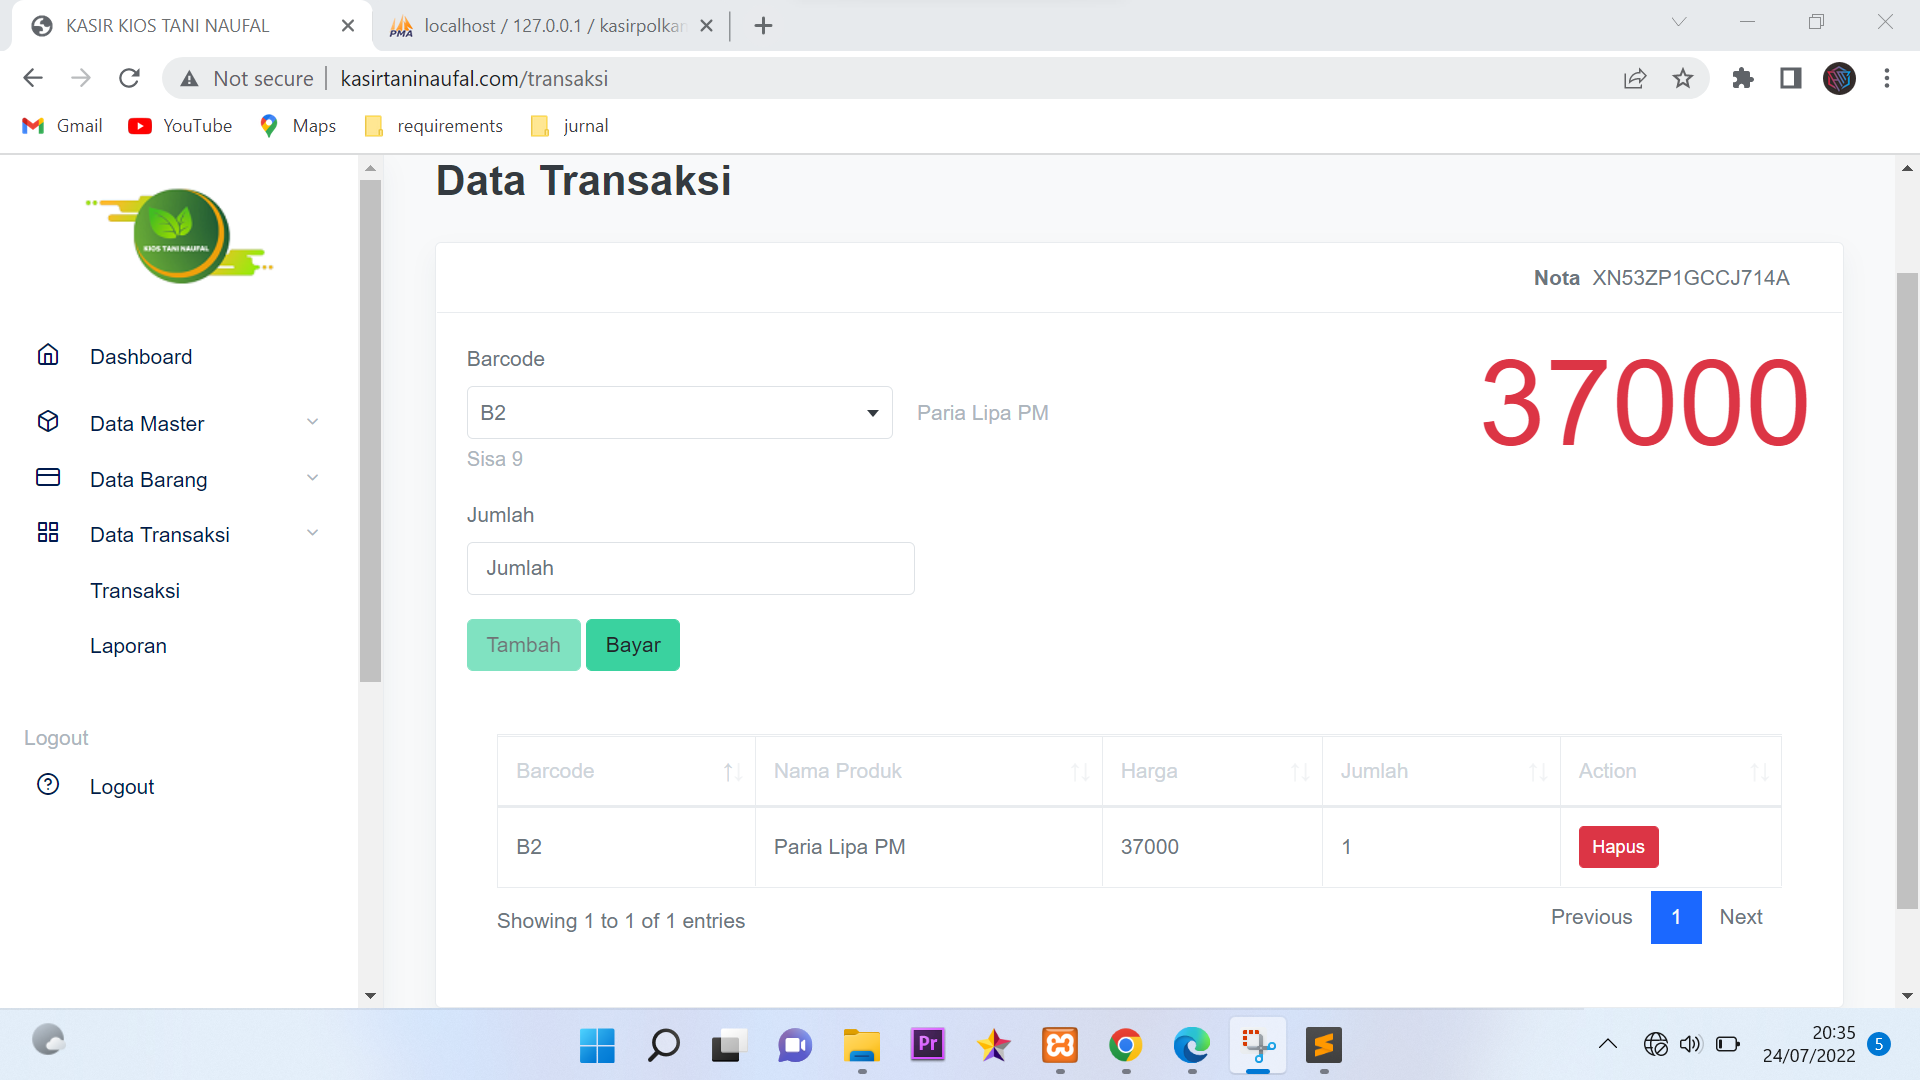 KASIR KIOS TANI NAUFAL
localhost / 127.0.0.1 / kasirpolkan
Not secure
kasirtaninaufal.com/transaksi
Gmail
YouTube
Maps
requirements
jurnal
KIOS TANI NAUFAL
Dashboard
Data Master
Data Barang
Data Transaksi
Transaksi
Laporan
Logout
Logout
Data Transaksi
Nota XN53ZP1GCCJ714A
Barcode
B2
Paria Lipa PM
37000
Sisa 9
Jumlah
Jumlah
Tambah
Bayar
Barcode Nama Produk Harga Jumlah Action
B2 Paria Lipa PM 37000 1 Hapus
Showing 1 to 1 of 1 entries
Previous 1 Next
Pr
20:35
24/07/2022
5
PMA